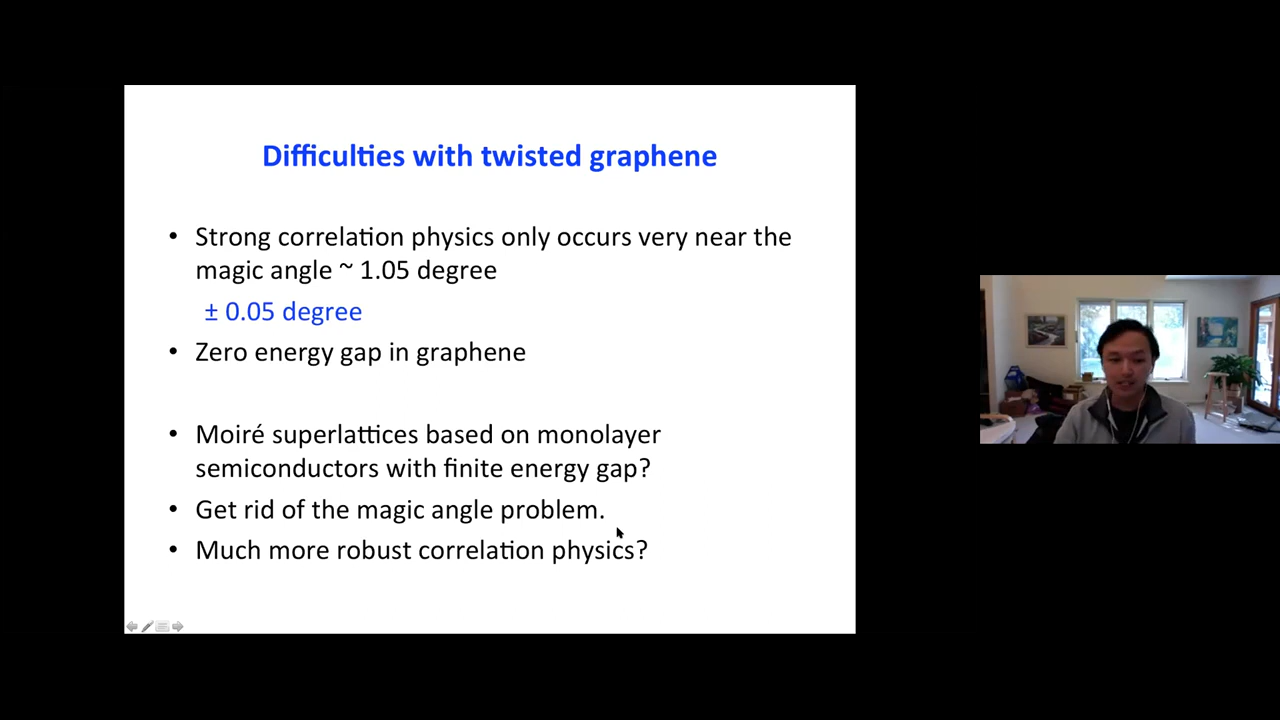 Difficulties with twisted graphene
• Strong correlation physics only occurs very near the
magic angle ~ 1.05 degree
± 0.05 degree
• Zero energy gap in graphene
• Moiré superlattices based on monolayer
semiconductors with finite energy gap?
• Get rid of the magic angle problem.
• Much more robust correlation physics?